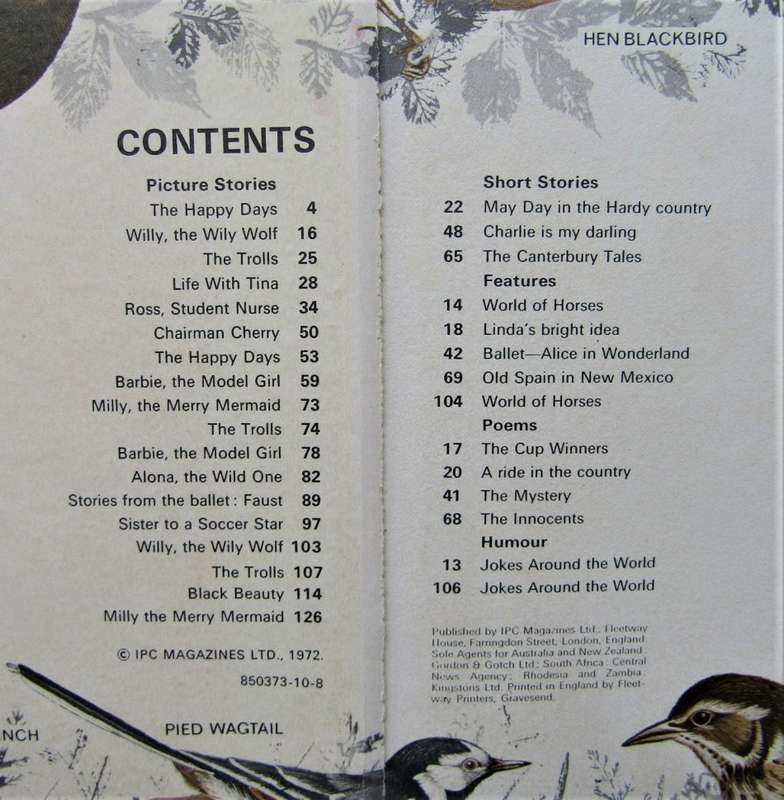 HEN BLACKBIRD
CONTENTS
Picture Stories
The Happy Days 4
Willy, the Wily Wolf 16
The Trolls 25
Life With Tina 28
Ross, Student Nurse 34
Chairman Cherry 50
The Happy Days 53
Barbie, the Model Girl 59
Milly, the Merry Mermaid 73
The Trolls 74
Barbie, the Model Girl 78
Alona, the Wild One 82
Stories from the ballet: Faust 89
Sister to a Soccer Star 97
Willy, the Wily Wolf 103
The Trolls 107
Black Beauty 114
Milly the Merry Mermaid 126
© IPC MAGAZINES LTD., 1972.
850373-10-8
NCH
PIED WAGTAIL
Short Stories
22 May Day in the Hardy country
48 Charlie is my darling
65 The Canterbury Tales
Features
14 World of Horses
18 Linda's bright idea
42 Ballet—Alice in Wonderland
69 Old Spain in New Mexico
104 World of Horses
Poems
17 The Cup Winners
20 A ride in the country
41 The Mystery
68 The Innocents
Humour
13 Jokes Around the World
106 Jokes Around the World
Published by IPC Magazines Ltd., Fleetway
House, Farringdon Street, London, England.
Sole Agents for Australia and New Zealand:
Gordon & Gotch Ltd; South Africa: Central
News Agency; Rhodesia and Zambia:
Kingstons Ltd. Printed in England by Fleet-
way Printers, Gravesend.